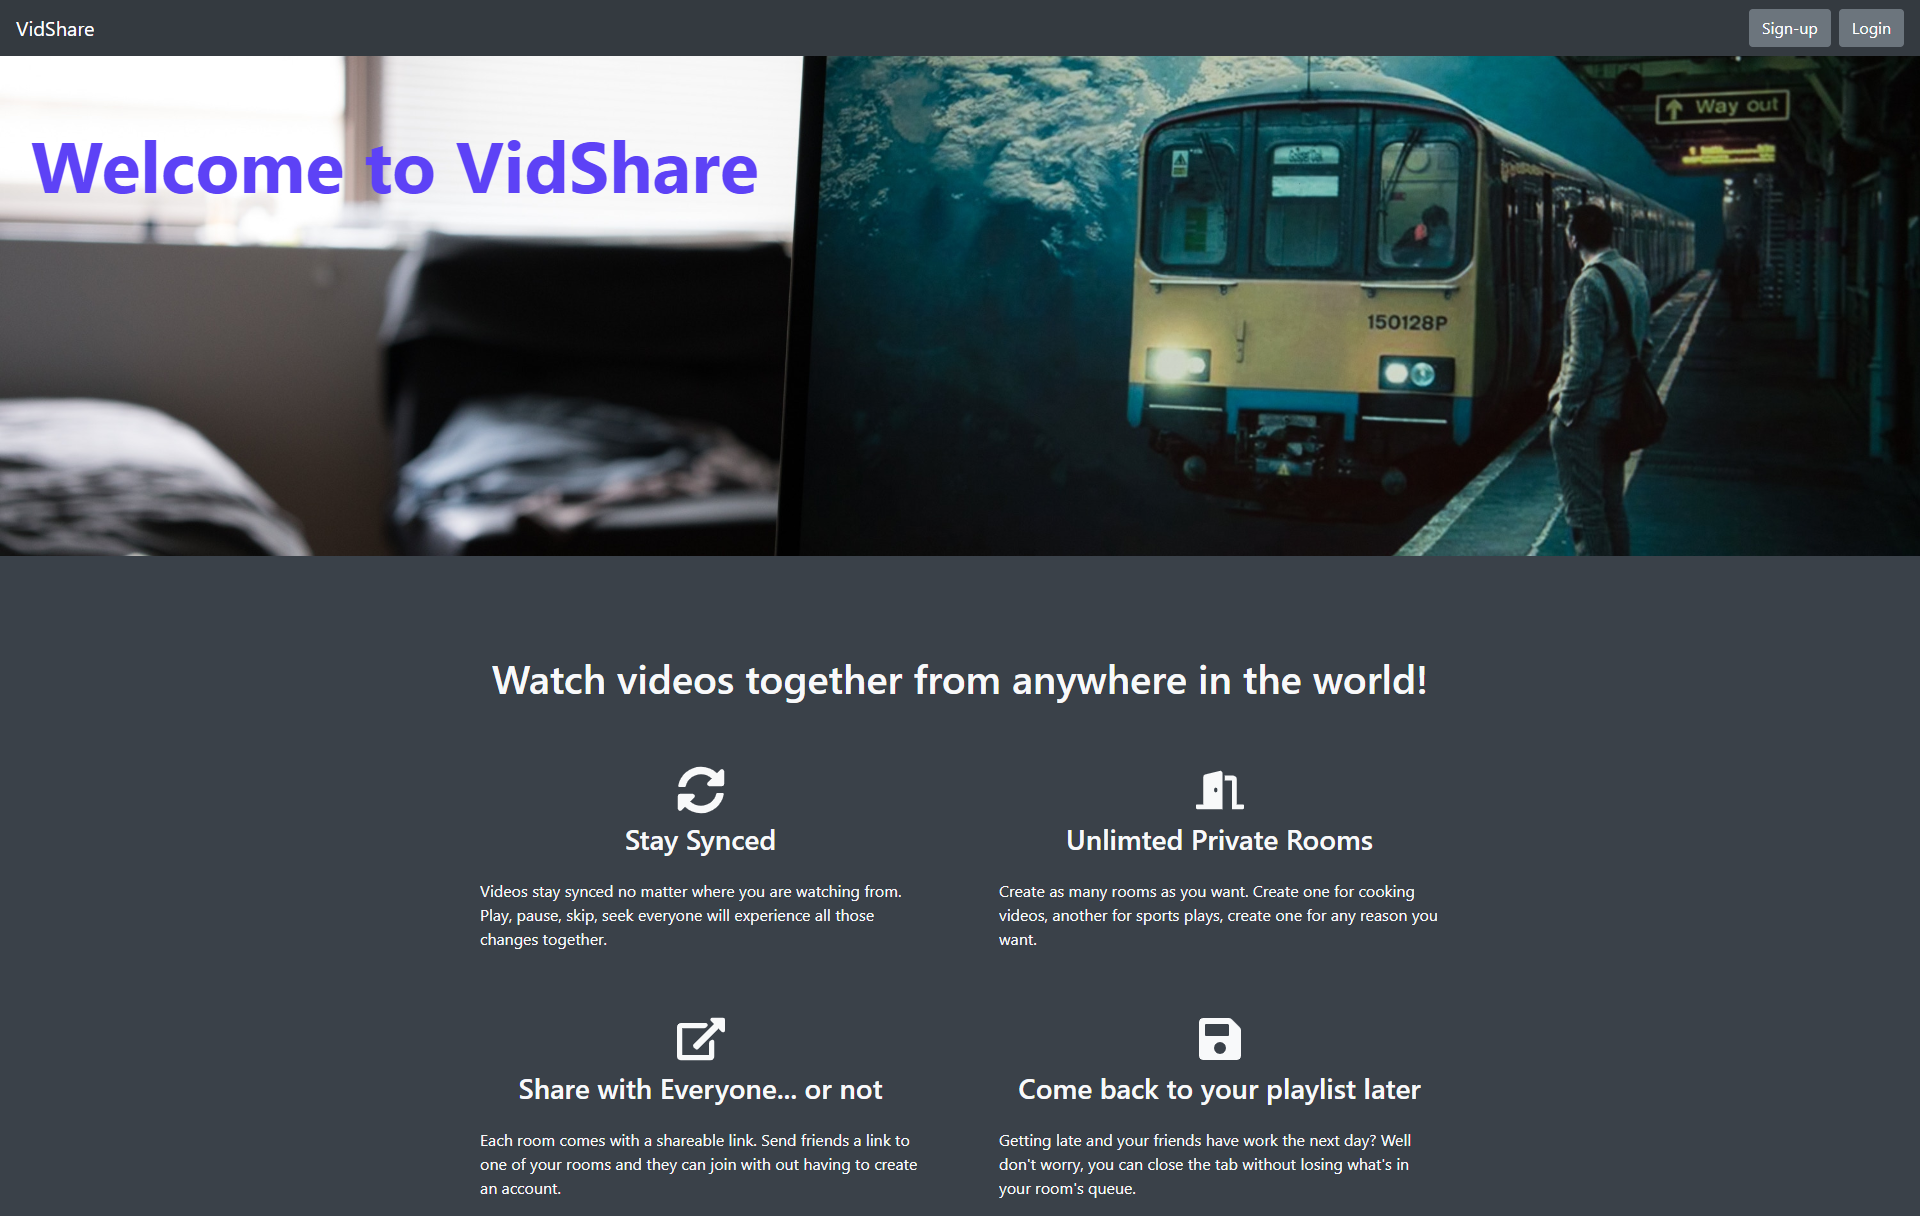 VidShare
Sign-up
Login
Welcome to VidShare
Way out
150128P
Watch videos together from anywhere in the world!
Stay Synced
Videos stay synced no matter where you are watching from.
Play, pause, skip, seek everyone will experience all those
changes together.
Unlimted Private Rooms
Create as many rooms as you want. Create one for cooking
videos, another for sports plays, create one for any reason you
want.
Share with Everyone... or not
Each room comes with a shareable link. Send friends a link to
one of your rooms and they can join with out having to create
an account.
Come back to your playlist later
Getting late and your friends have work the next day? Well
don't worry, you can close the tab without losing what's in
your room's queue.